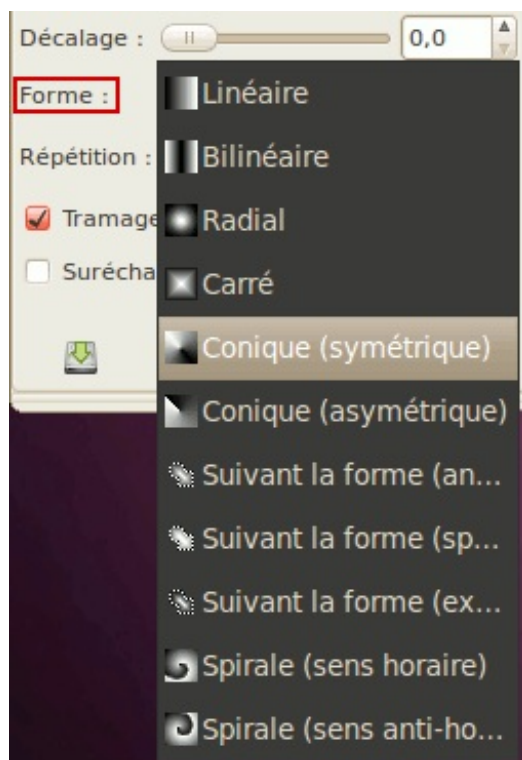 Décalage :
0,0
Forme :
Linéaire
Répétition :
Bilinéaire
Tramage
Radial
Surécha
Carré
Conique (symétrique)
Conique (asymétrique)
Suivant la forme (an...
Suivant la forme (sp...
Suivant la forme (ex...
Spirale (sens horaire)
Spirale (sens anti-ho...